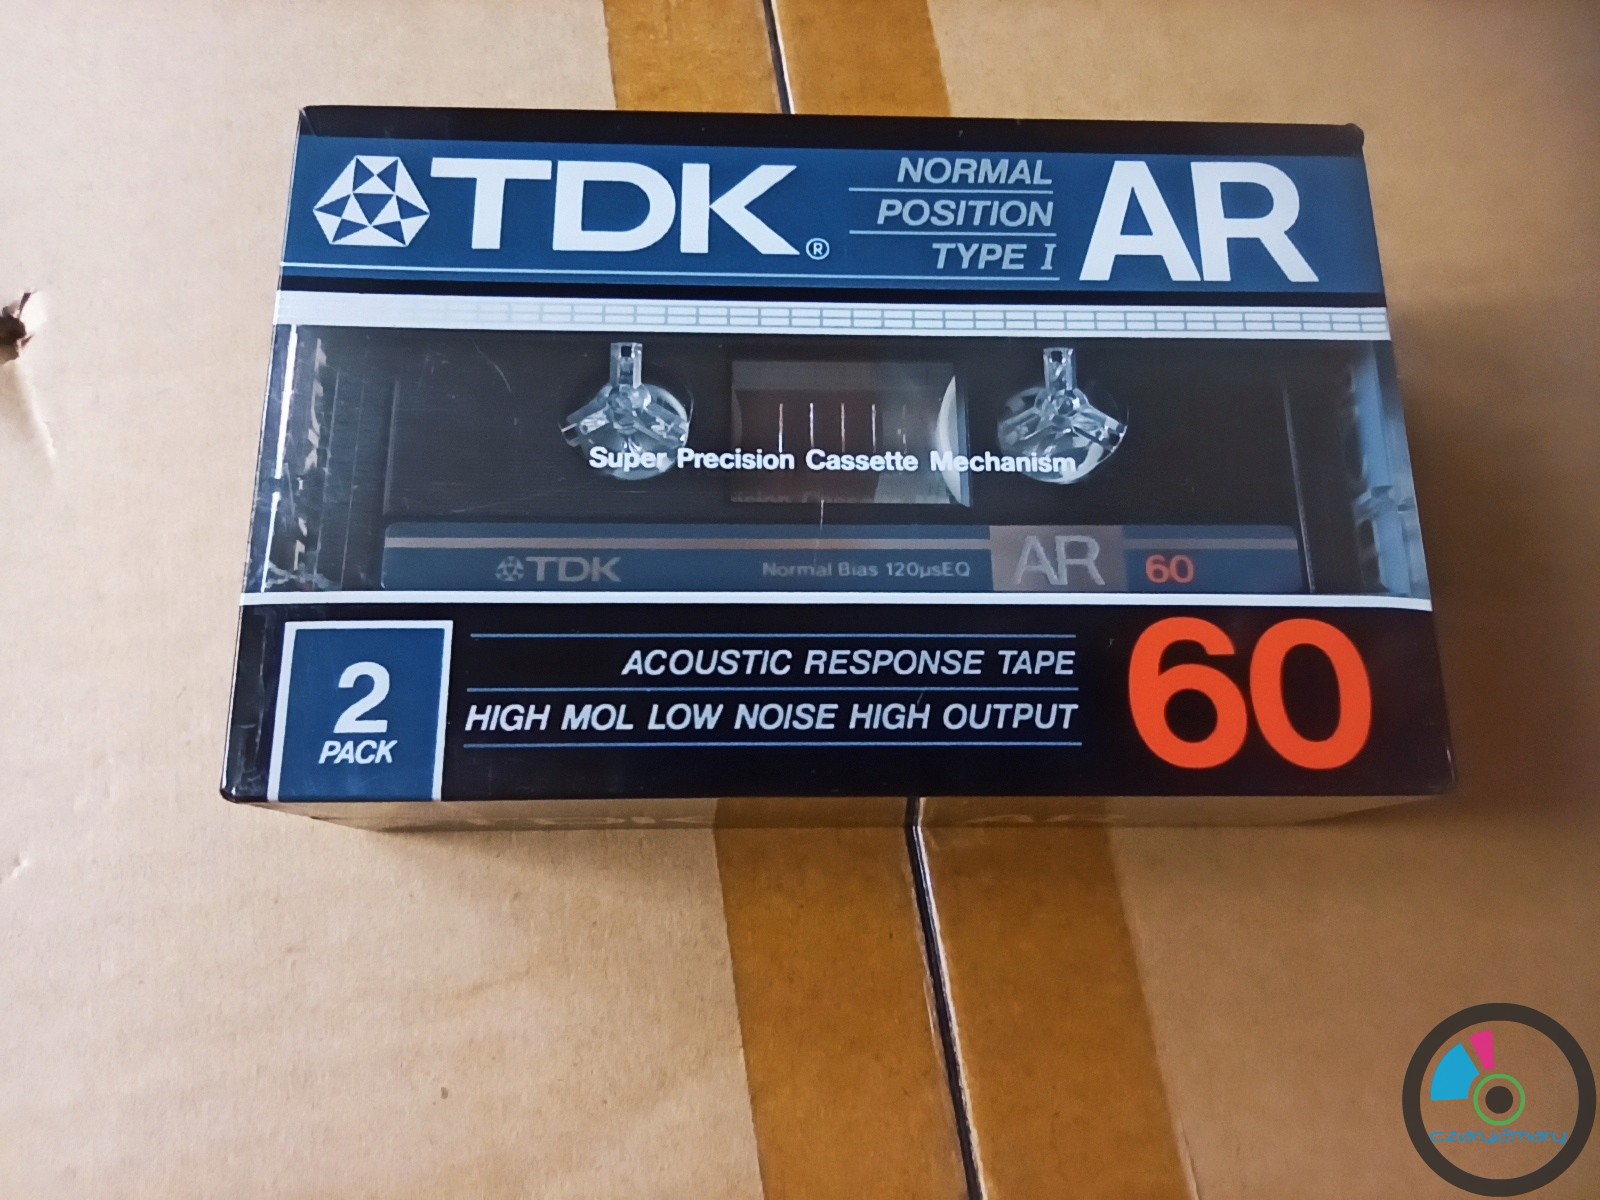 TDK®
NORMAL
POSITION
TYPE I
AR
Super Precision Cassette Mechanism
TDK
Normal Bias 120µsEQ
AR
60
2
PACK
ACOUSTIC RESPONSE TAPE
HIGH MOL LOW NOISE HIGH OUTPUT
60